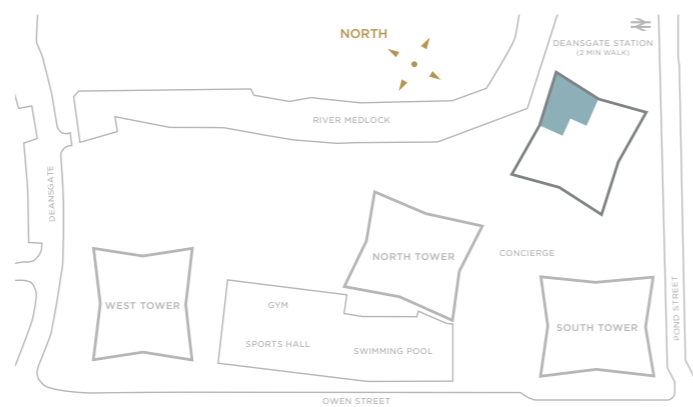 NORTH
DEANSGATE STATION
(2 MIN WALK)
RIVER MEDLOCK
DEANSGATE
NORTH TOWER
CONCIERGE
WEST TOWER
GYM
SPORTS HALL
SWIMMING POOL
SOUTH TOWER
POND STREET
OWEN STREET